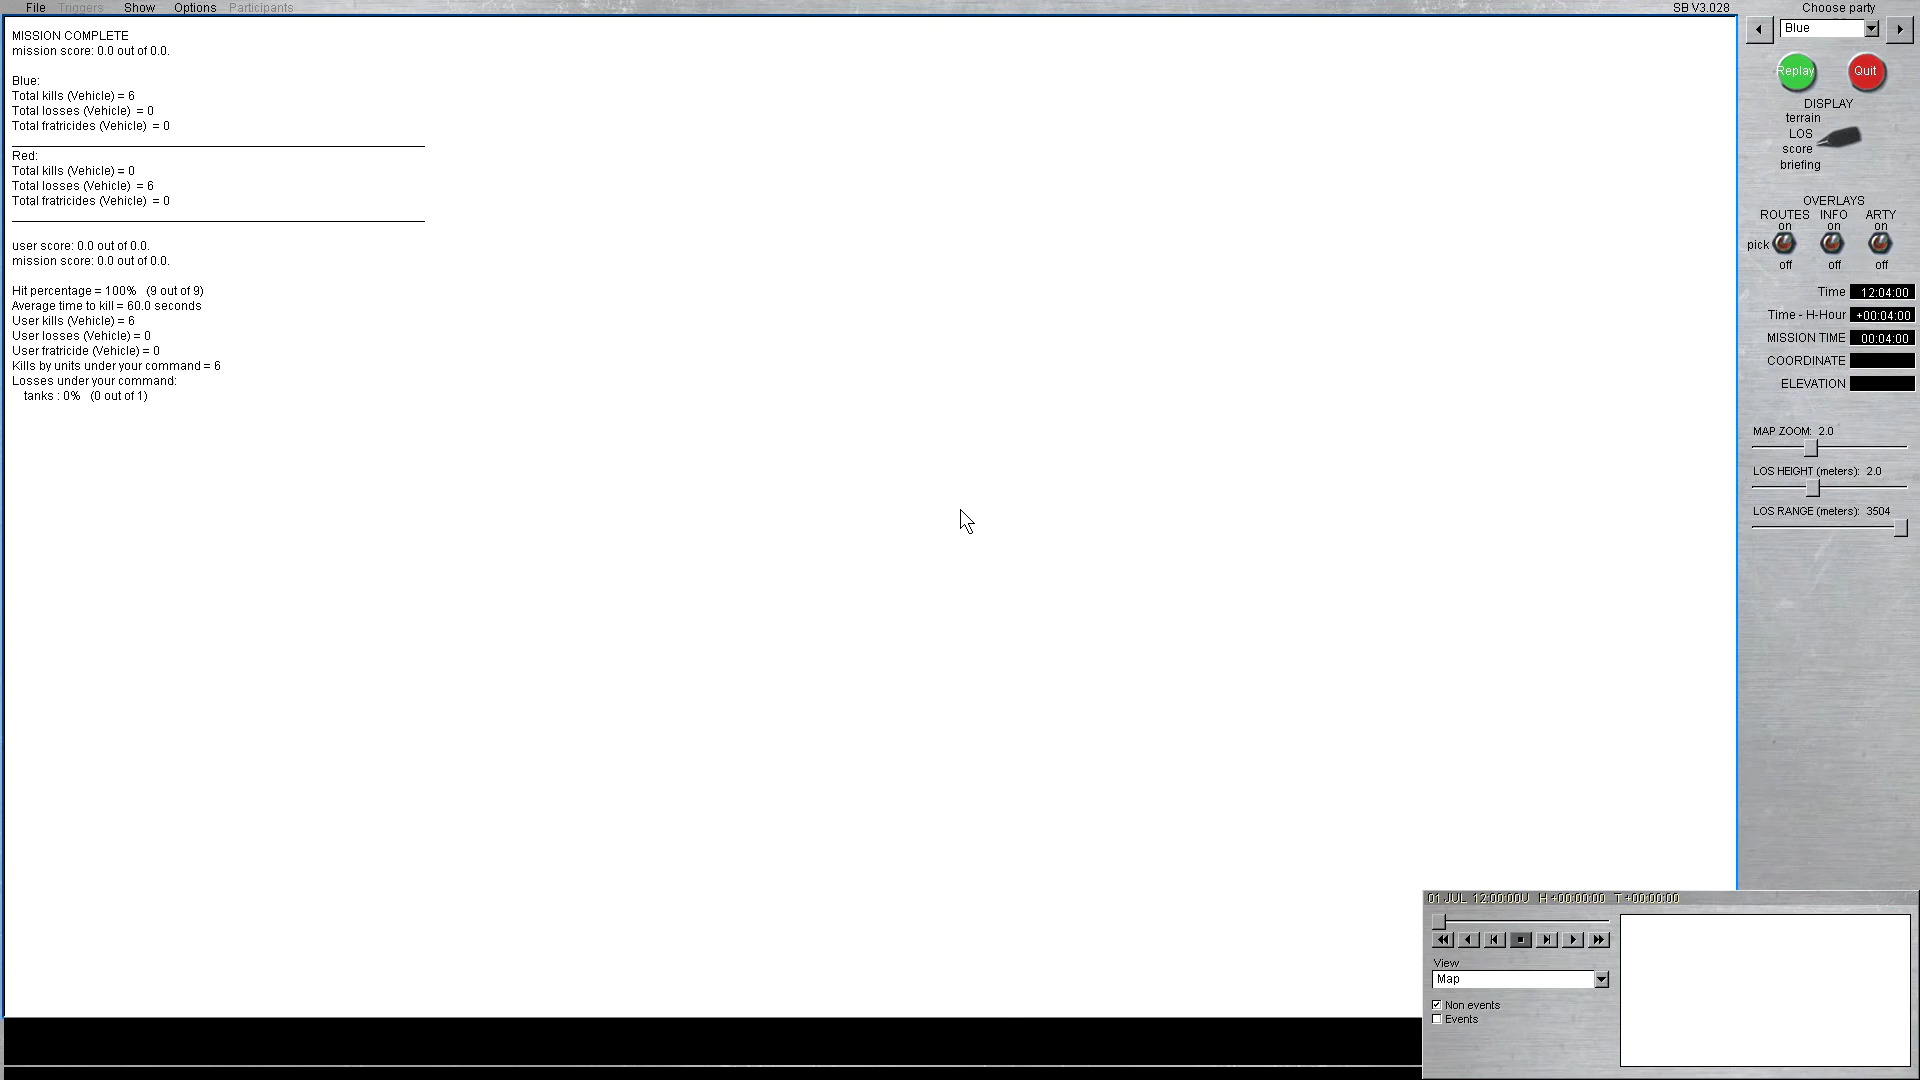 File Triggers Show Options Participants SB V3.028
MISSION COMPLETE
mission score: 0.0 out of 0.0.
Blue:
Total kills (Vehicle) = 6
Total losses (Vehicle) = 0
Total fratricides (Vehicle) = 0
Red:
Total kills (Vehicle) = 0
Total losses (Vehicle) = 6
Total fratricides (Vehicle) = 0
user score: 0.0 out of 0.0.
mission score: 0.0 out of 0.0.
Hit percentage = 100% (9 out of 9)
Average time to kill = 60.0 seconds
User kills (Vehicle) = 6
User losses (Vehicle) = 0
User fratricide (Vehicle) = 0
Kills by units under your command = 6
Losses under your command:
tanks : 0% (0 out of 1)
Choose party
Blue
Replay Quit
DISPLAY
terrain
LOS
score
briefing
OVERLAYS
ROUTES INFO ARTY
on on on
pick
off off off
Time 12:04:00
Time - H-Hour +00:04:00
MISSION TIME 00:04:00
COORDINATE
ELEVATION
MAP ZOOM: 2.0
LOS HEIGHT (meters): 2.0
LOS RANGE (meters): 3504
01 JUL 12:00:00U H +00:00:00 T +00:00:00
View
Map
Non events
Events